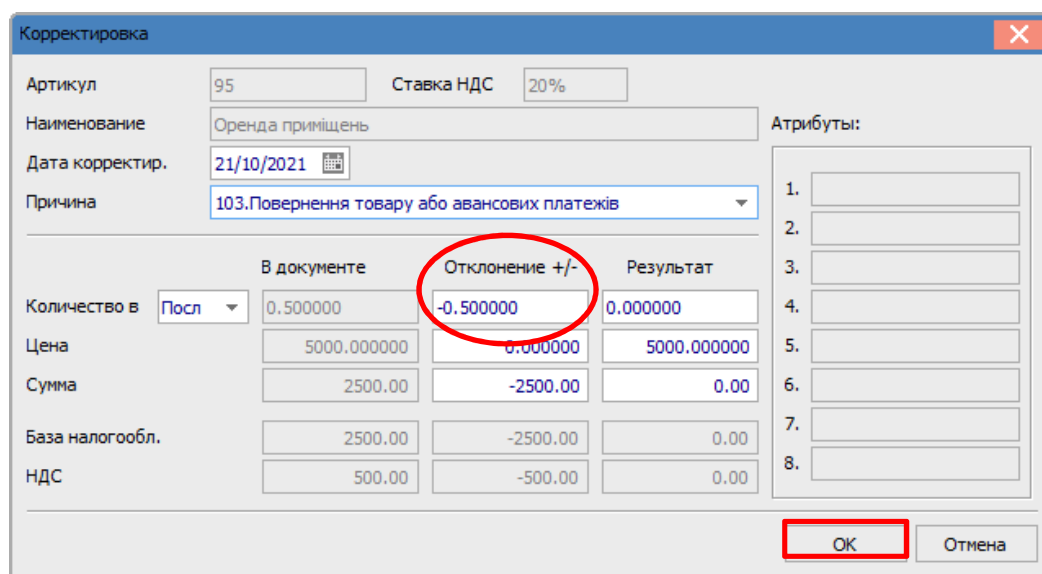 Корректировка
Артикул 95 Ставка НДС 20%
Наименование Оренда приміщень Атрибуты:
Дата корректир. 21/10/2021
Причина 103.Повернення товару або авансових платежів
1.
2.
В документе Отклонение +/- Результат 3.
Количество в Посл 0.500000 -0.500000 0.000000 4.
Цена 5000.000000 0.000000 5000.000000 5.
Сумма 2500.00 -2500.00 0.00 6.
7.
База налогообл. 2500.00 -2500.00 0.00
8.
НДС 500.00 -500.00 0.00
ОК Отмена